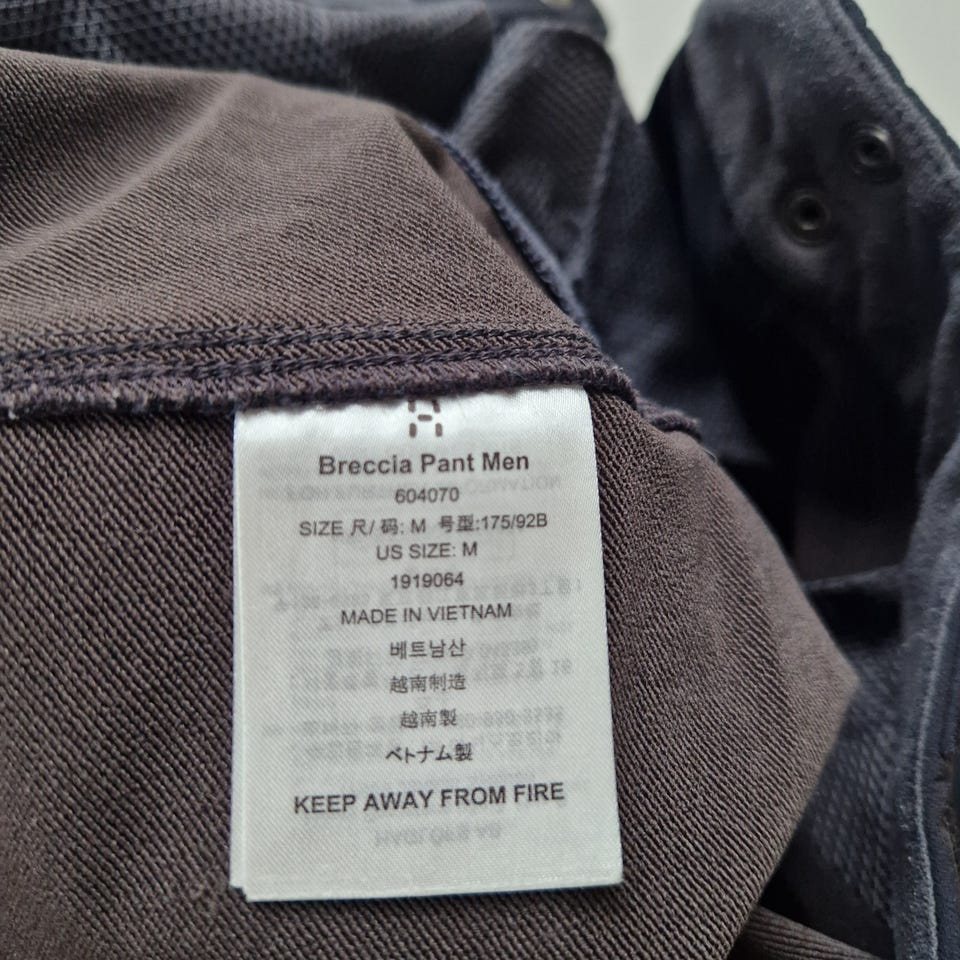 Breccia Pant Men
604070
SIZE 尺/ 码: M 号型:175/92B
US SIZE: M
1919064
MADE IN VIETNAM
베트남산
越南制造
越南製
ベトナム製
KEEP AWAY FROM FIRE